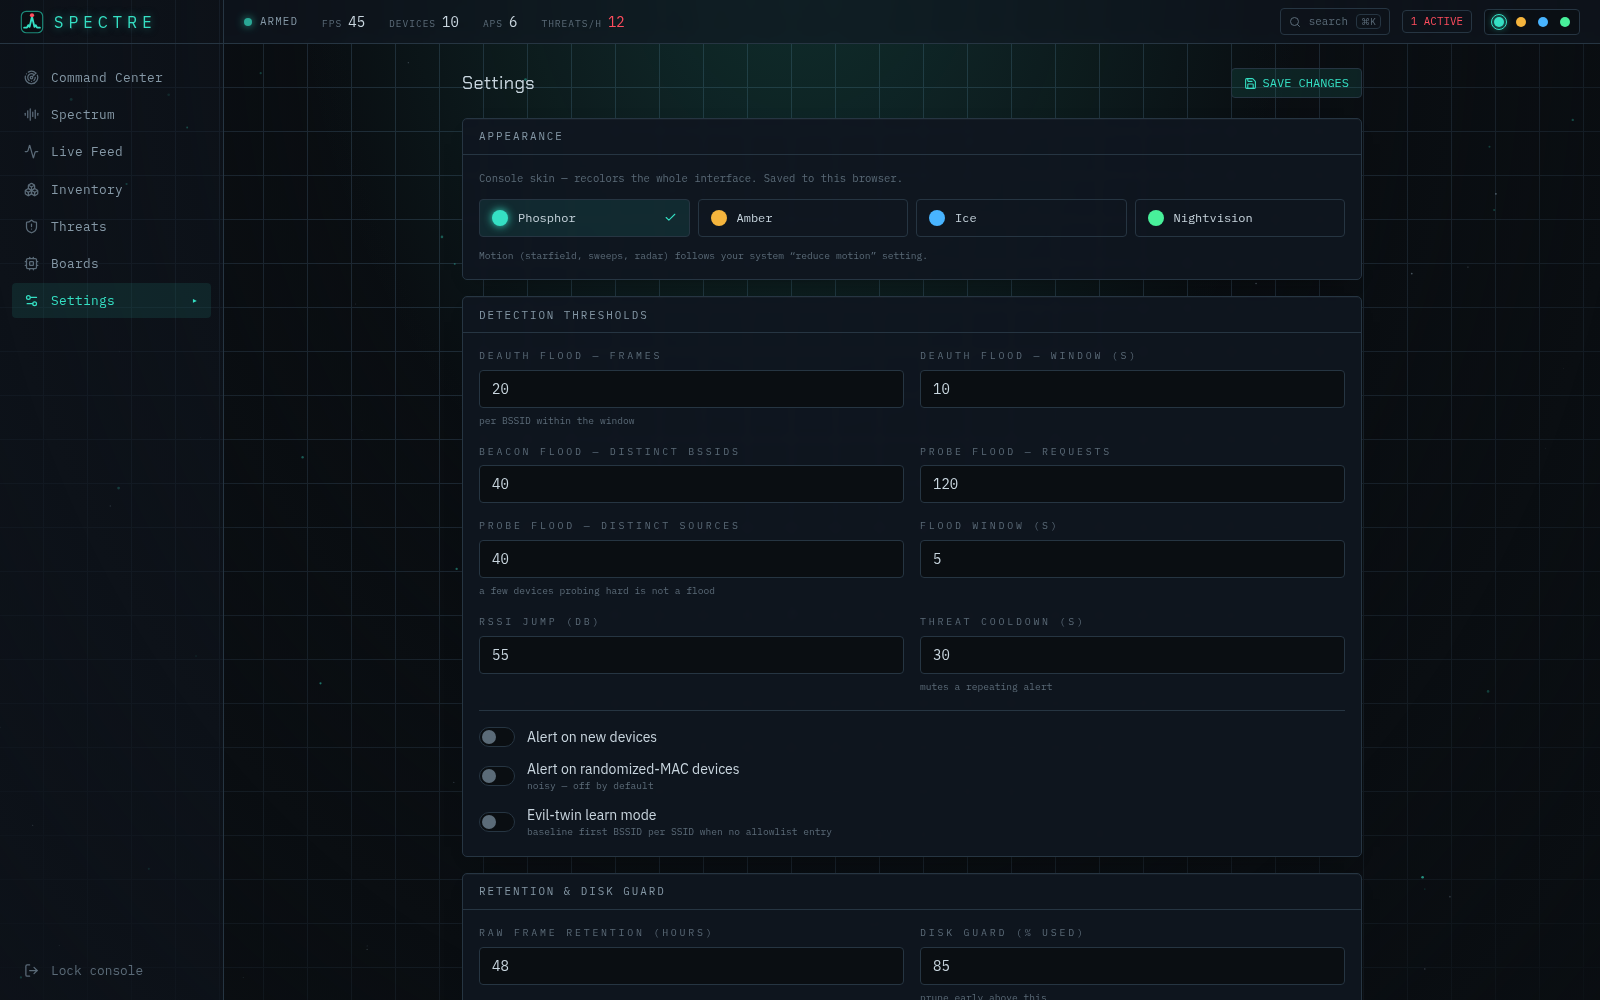 SPECTRE
ARMED FPS 45 DEVICES 10 APS 6 THREATS/H 12
search ⌘K
1 ACTIVE
Command Center
Spectrum
Live Feed
Inventory
Threats
Boards
Settings
Lock console
Settings
SAVE CHANGES
APPEARANCE
Console skin — recolors the whole interface. Saved to this browser.
Phosphor Amber Ice Nightvision
Motion (starfield, sweeps, radar) follows your system “reduce motion” setting.
DETECTION THRESHOLDS
DEAUTH FLOOD — FRAMES DEAUTH FLOOD — WINDOW (S)
20 10
per BSSID within the window
BEACON FLOOD — DISTINCT BSSIDS PROBE FLOOD — REQUESTS
40 120
PROBE FLOOD — DISTINCT SOURCES FLOOD WINDOW (S)
40 5
a few devices probing hard is not a flood
RSSI JUMP (DB) THREAT COOLDOWN (S)
55 30
mutes a repeating alert
Alert on new devices
Alert on randomized-MAC devices
noisy — off by default
Evil-twin learn mode
baseline first BSSID per SSID when no allowlist entry
RETENTION & DISK GUARD
RAW FRAME RETENTION (HOURS) DISK GUARD (% USED)
48 85
prune early above this